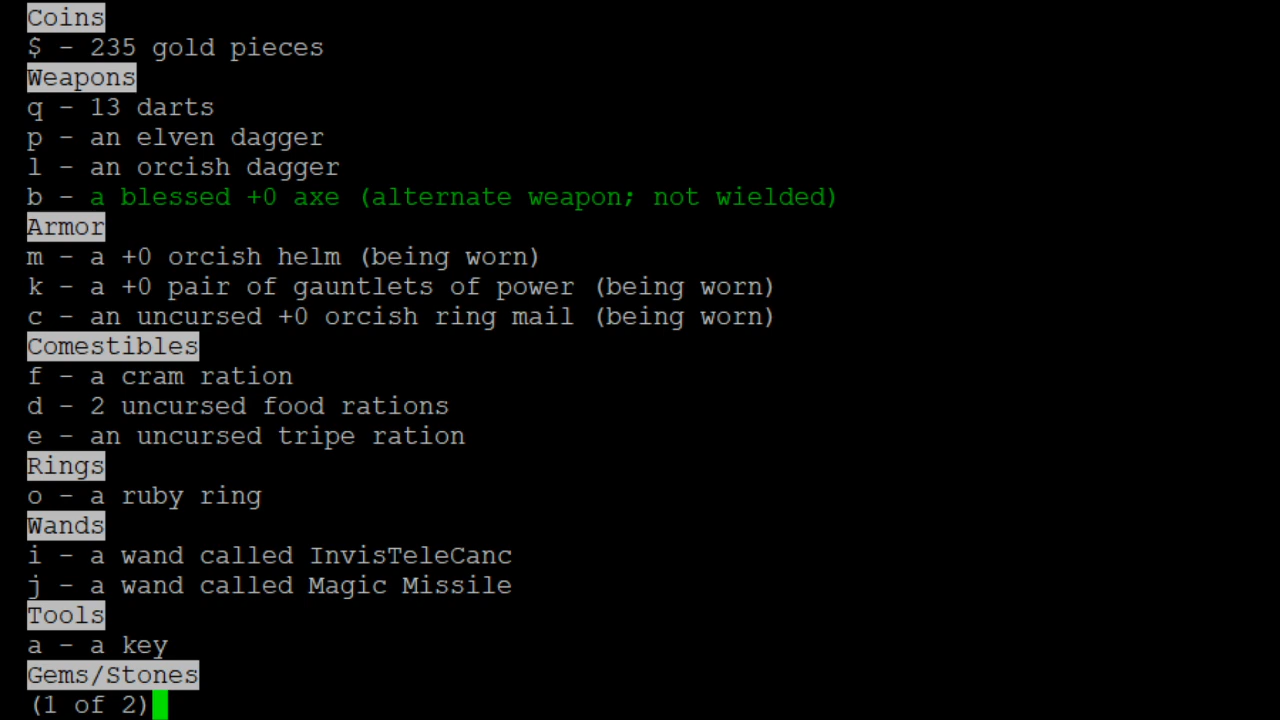 Coins
$ - 235 gold pieces
Weapons
q - 13 darts
p - an elven dagger
l - an orcish dagger
b - a blessed +0 axe (alternate weapon; not wielded)
Armor
m - a +0 orcish helm (being worn)
k - a +0 pair of gauntlets of power (being worn)
c - an uncursed +0 orcish ring mail (being worn)
Comestibles
f - a cram ration
d - 2 uncursed food rations
e - an uncursed tripe ration
Rings
o - a ruby ring
Wands
i - a wand called InvisTeleCanc
j - a wand called Magic Missile
Tools
a - a key
Gems/Stones
(1 of 2)